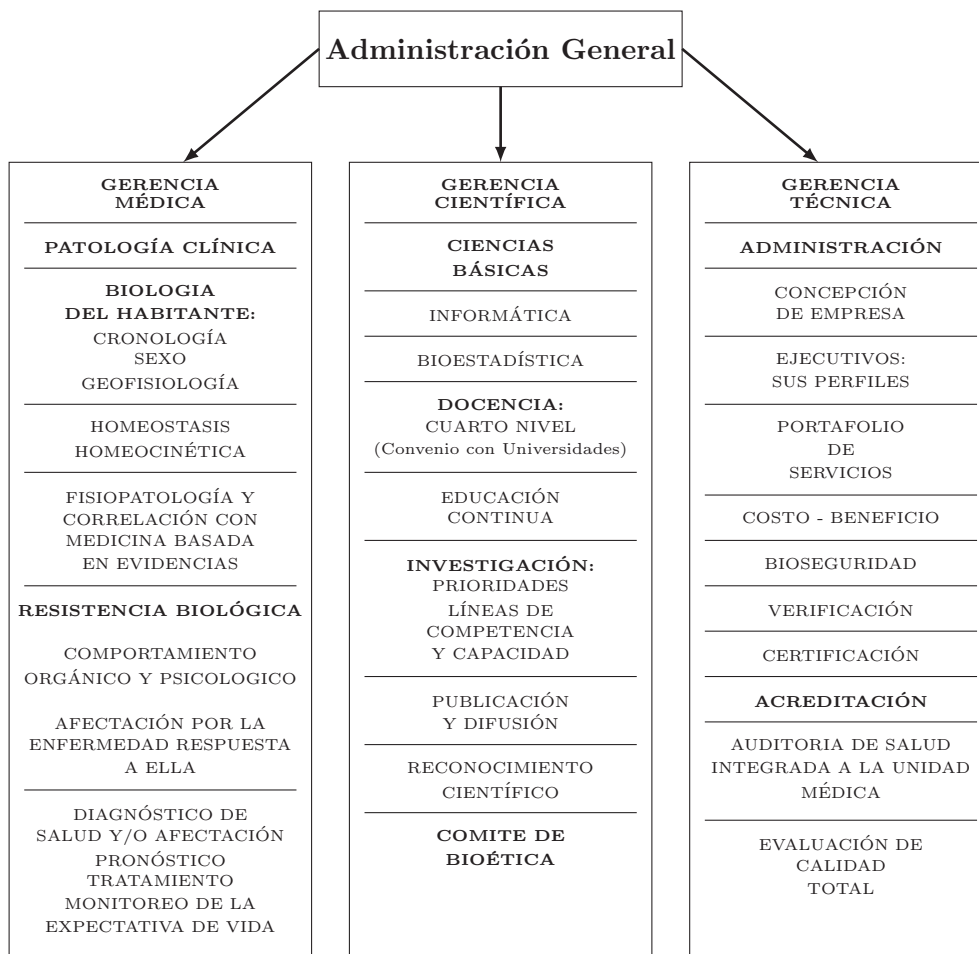 Administración General
GERENCIA
MÉDICA
PATOLOGÍA CLÍNICA
BIOLOGIA
DEL HABITANTE:
CRONOLOGÍA
SEXO
GEOFISIOLOGÍA
HOMEOSTASIS
HOMEOCINÉTICA
FISIOPATOLOGÍA Y
CORRELACIÓN CON
MEDICINA BASADA
EN EVIDENCIAS
RESISTENCIA BIOLÓGICA
COMPORTAMIENTO
ORGÁNICO Y PSICOLOGICO
AFECTACIÓN POR LA
ENFERMEDAD RESPUESTA
A ELLA
DIAGNÓSTICO DE
SALUD Y/O AFECTACIÓN
PRONÓSTICO
TRATAMIENTO
MONITOREO DE LA
EXPECTATIVA DE VIDA
GERENCIA
CIENTÍFICA
CIENCIAS
BÁSICAS
INFORMÁTICA
BIOESTADÍSTICA
DOCENCIA:
CUARTO NIVEL
(Convenio con Universidades)
EDUCACIÓN
CONTINUA
INVESTIGACIÓN:
PRIORIDADES
LÍNEAS DE
COMPETENCIA
Y CAPACIDAD
PUBLICACIÓN
Y DIFUSIÓN
RECONOCIMIENTO
CIENTÍFICO
COMITE DE
BIOÉTICA
GERENCIA
TÉCNICA
ADMINISTRACIÓN
CONCEPCIÓN
DE EMPRESA
EJECUTIVOS:
SUS PERFILES
PORTAFOLIO
DE
SERVICIOS
COSTO - BENEFICIO
BIOSEGURIDAD
VERIFICACIÓN
CERTIFICACIÓN
ACREDITACIÓN
AUDITORIA DE SALUD
INTEGRADA A LA UNIDAD
MÉDICA
EVALUACIÓN DE
CALIDAD
TOTAL